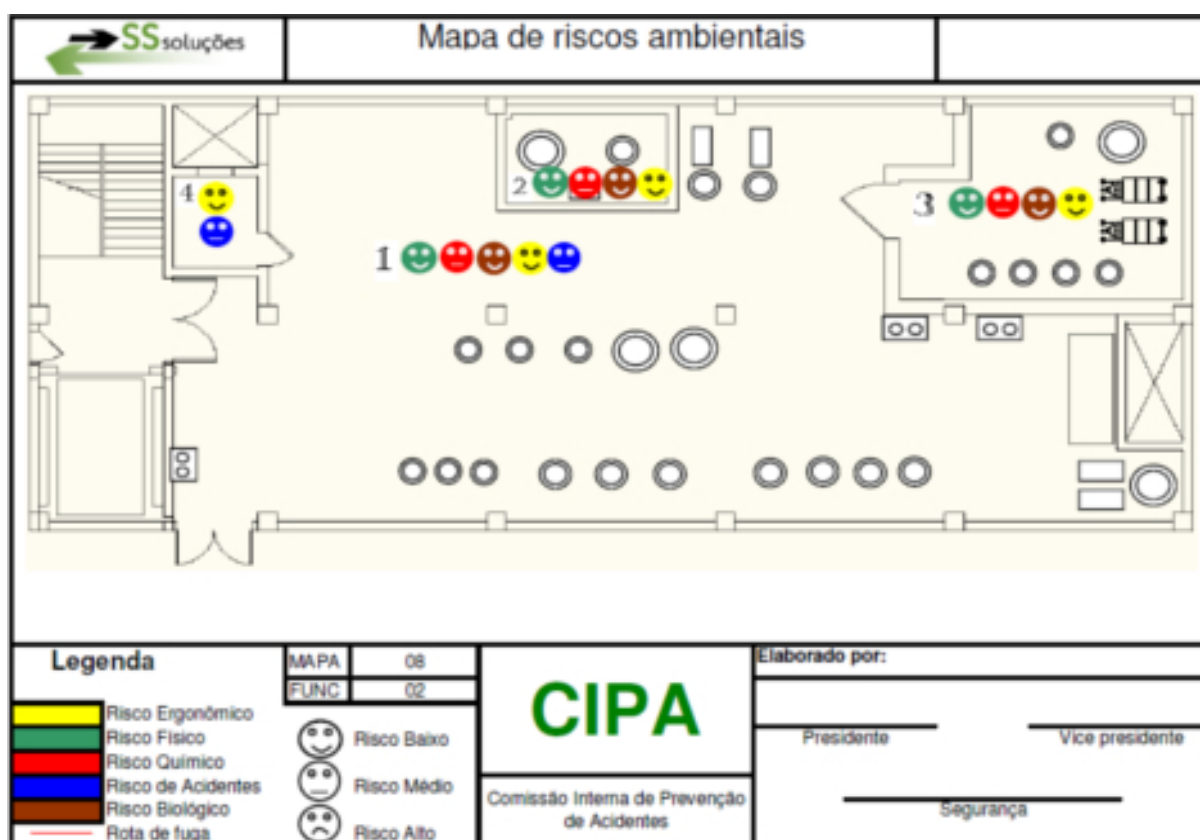 SSsoluções
Mapa de riscos ambientais
4
2
3
1
Legenda
Risco Ergonômico
Risco Físico
Risco Químico
Risco de Acidentes
Risco Biológico
Rota de fuga
MAPA 08
FUNC 02
Risco Baixo
Risco Médio
Risco Alto
CIPA
Comissão Interna de Prevenção
de Acidentes
Elaborado por:
Presidente
Vice presidente
Segurança